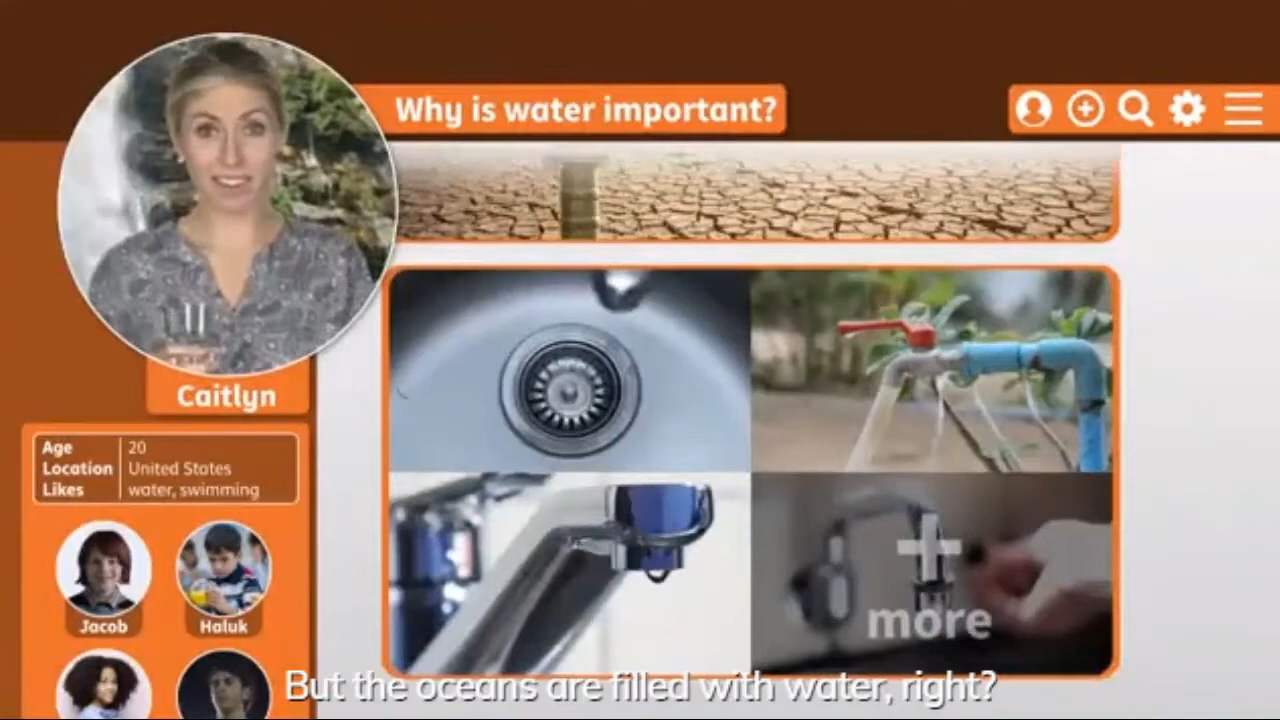 Why is water important?
Caitlyn
Age 20
Location United States
Likes water, swimming
Jacob
Haluk
more
But the oceans are filled with water, right?